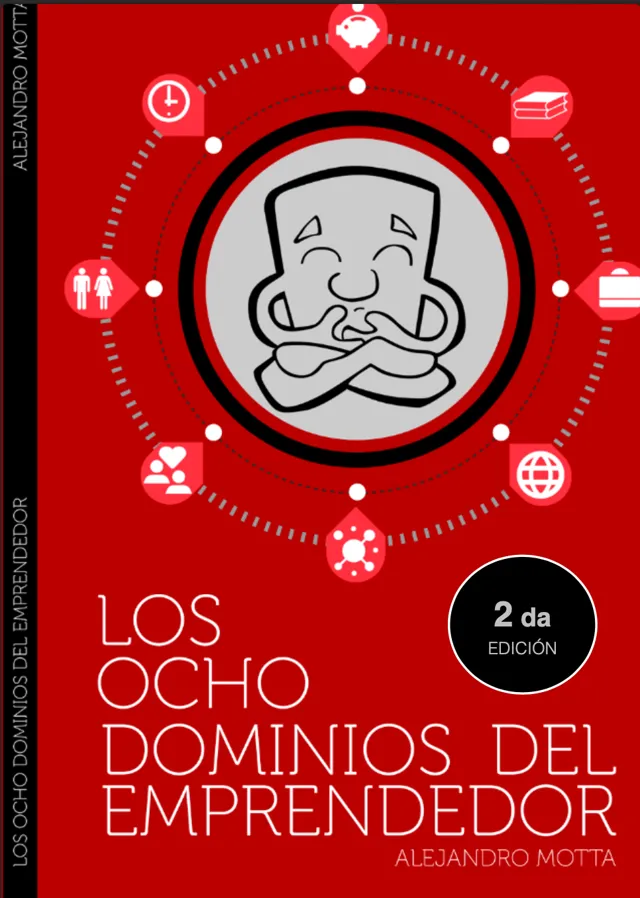 ALEJANDRO MOTTA
LOS OCHO DOMINIOS DEL EMPRENDEDOR
2 da
EDICIÓN
LOS
OCHO
DOMINIOS DEL
EMPRENDEDOR
ALEJANDRO MOTTA